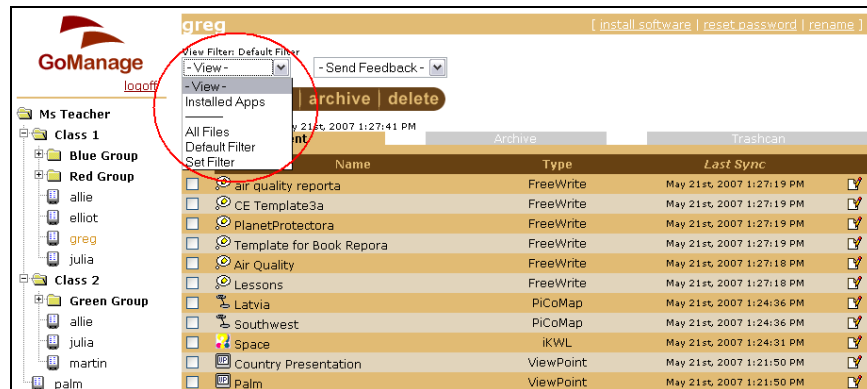 GoManage
logoff
Ms Teacher
Class 1
Blue Group
Red Group
allie
elliot
greg
julia
Class 2
Green Group
allie
julia
martin
palm
greg
[ install software | reset password | rename ]
View Filter: Default Filter
- View -
- Send Feedback -
- View -
Installed Apps
All Files
Default Filter
Set Filter
| archive | delete
21st, 2007 1:27:41 PM
Archive
Trashcan
Name Type Last Sync
air quality reporta FreeWrite May 21st, 2007 1:27:19 PM
CE Template3a FreeWrite May 21st, 2007 1:27:19 PM
PlanetProtectora FreeWrite May 21st, 2007 1:27:19 PM
Template for Book Repora FreeWrite May 21st, 2007 1:27:19 PM
Air Quality FreeWrite May 21st, 2007 1:27:18 PM
Lessons FreeWrite May 21st, 2007 1:27:18 PM
Latvia PiCoMap May 21st, 2007 1:24:36 PM
Southwest PiCoMap May 21st, 2007 1:24:36 PM
Space iKWL May 21st, 2007 1:24:31 PM
Country Presentation ViewPoint May 21st, 2007 1:21:50 PM
Palm ViewPoint May 21st, 2007 1:21:50 PM